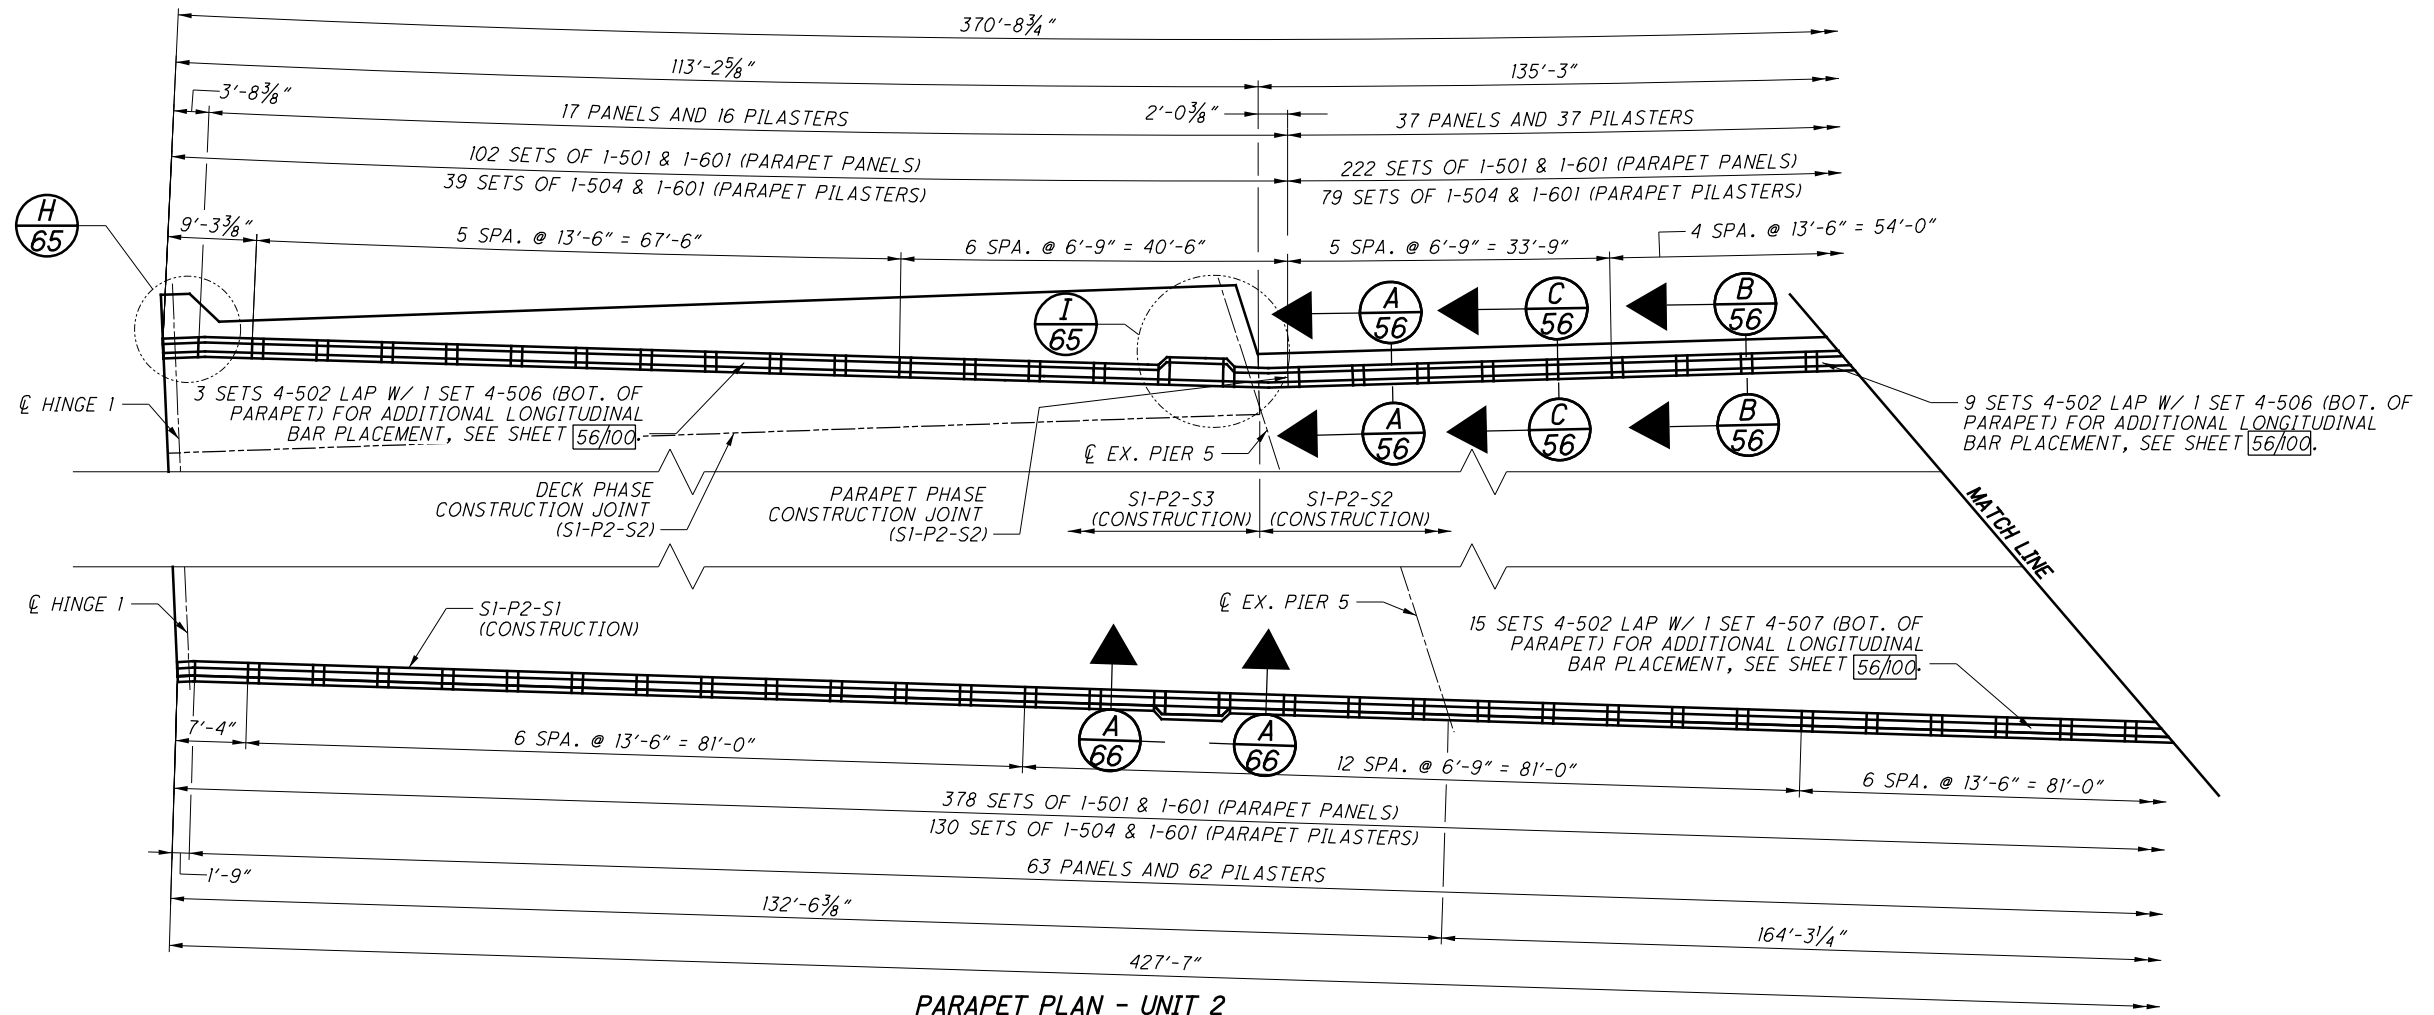 370'-8¾"
113'-2⅝"
135'-3"
3'-8⅜"
17 PANELS AND 16 PILASTERS
2'-0⅜"
37 PANELS AND 37 PILASTERS
102 SETS OF 1-501 & 1-601 (PARAPET PANELS)
39 SETS OF 1-504 & 1-601 (PARAPET PILASTERS)
222 SETS OF 1-501 & 1-601 (PARAPET PANELS)
79 SETS OF 1-504 & 1-601 (PARAPET PILASTERS)
H
65
9'-3⅜"
5 SPA. @ 13'-6" = 67'-6"
6 SPA. @ 6'-9" = 40'-6"
5 SPA. @ 6'-9" = 33'-9"
4 SPA. @ 13'-6" = 54'-0"
I
65
A
56
C
56
B
56
3 SETS 4-502 LAP W/ 1 SET 4-506 (BOT. OF
PARAPET) FOR ADDITIONAL LONGITUDINAL
BAR PLACEMENT, SEE SHEET 56/100.
℄ HINGE 1
A
56
C
56
B
56
9 SETS 4-502 LAP W/ 1 SET 4-506 (BOT. OF
PARAPET) FOR ADDITIONAL LONGITUDINAL
BAR PLACEMENT, SEE SHEET 56/100.
℄ EX. PIER 5
DECK PHASE
CONSTRUCTION JOINT
(S1-P2-S2)
PARAPET PHASE
CONSTRUCTION JOINT
(S1-P2-S2)
S1-P2-S3
(CONSTRUCTION)
S1-P2-S2
(CONSTRUCTION)
MATCH LINE
℄ HINGE 1
S1-P2-S1
(CONSTRUCTION)
℄ EX. PIER 5
15 SETS 4-502 LAP W/ 1 SET 4-507 (BOT. OF
PARAPET) FOR ADDITIONAL LONGITUDINAL
BAR PLACEMENT, SEE SHEET 56/100.
7'-4"
6 SPA. @ 13'-6" = 81'-0"
A
66
A
66
12 SPA. @ 6'-9" = 81'-0"
6 SPA. @ 13'-6" = 81'-0"
378 SETS OF 1-501 & 1-601 (PARAPET PANELS)
130 SETS OF 1-504 & 1-601 (PARAPET PILASTERS)
1'-9"
63 PANELS AND 62 PILASTERS
132'-6⅜"
164'-3¼"
427'-7"
PARAPET PLAN - UNIT 2